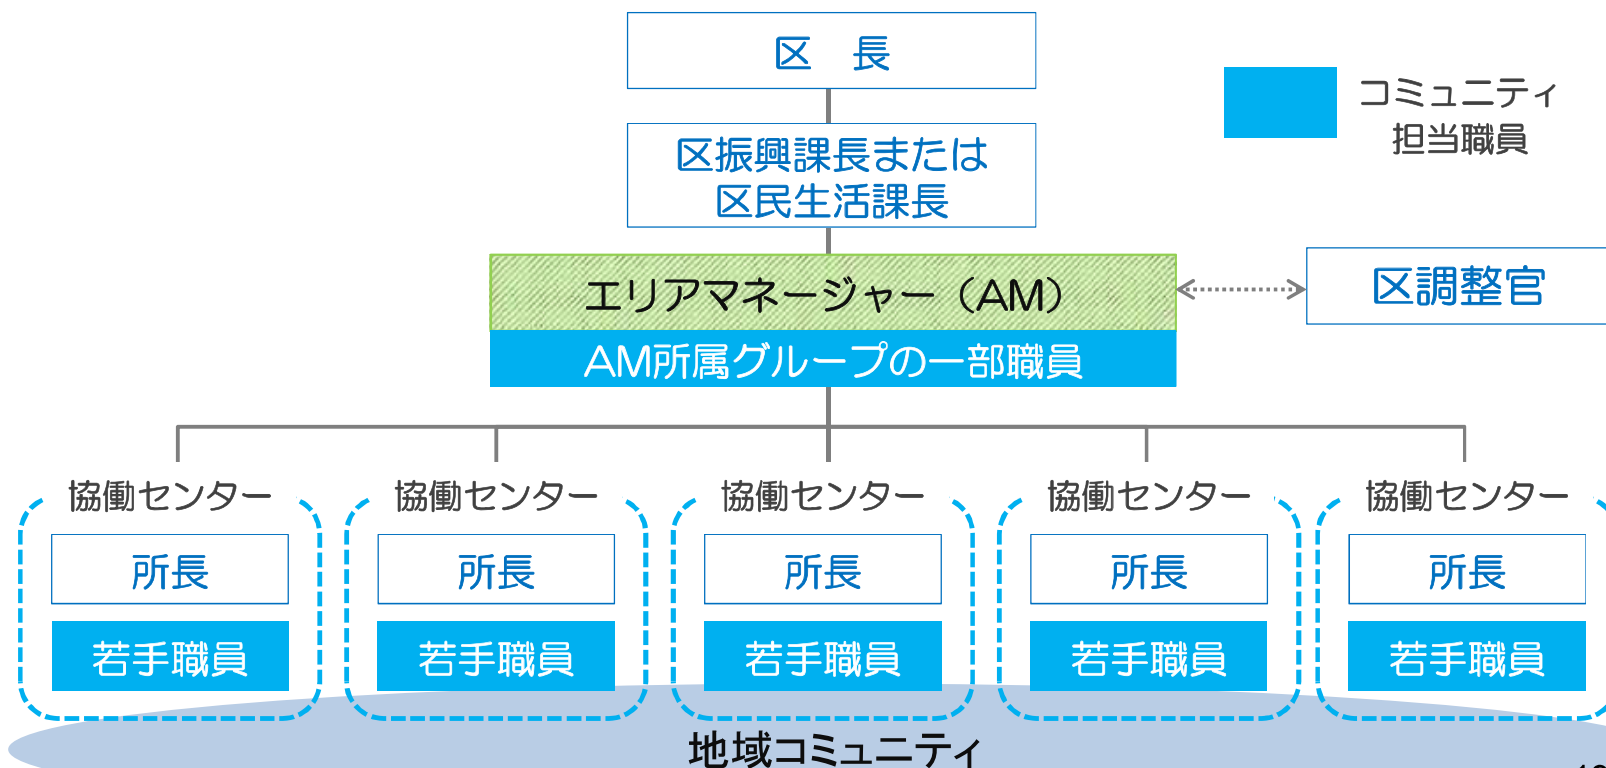 区　長
コミュニティ
担当職員
区振興課長または
区民生活課長
エリアマネージャー（AM）
区調整官
AM所属グループの一部職員
協働センター
協働センター
協働センター
協働センター
協働センター
所長
所長
所長
所長
所長
若手職員
若手職員
若手職員
若手職員
若手職員
地域コミュニティ